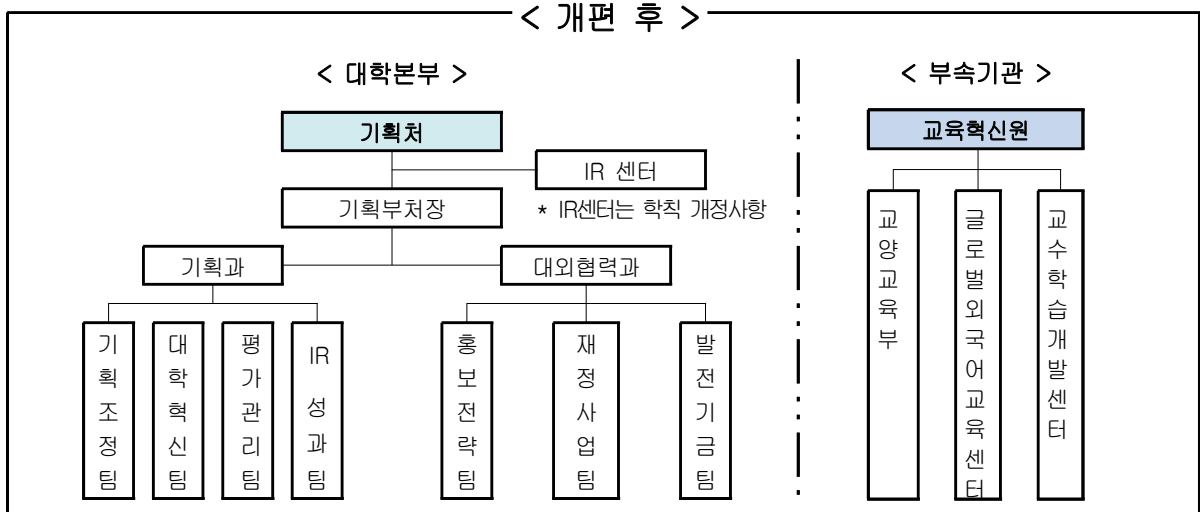 < 개편 후 >
< 대학본부 >
< 부속기관 >
기획처
교육혁신원
IR 센터
기획부처장
* IR센터는 학칙 개정사항
기획과
대외협력과
기획조정팀
대학혁신팀
평가관리팀
IR 성과팀
홍보전략팀
재정사업팀
발전기금팀
교양교육부
글로벌외국어교육센터
교수학습개발센터